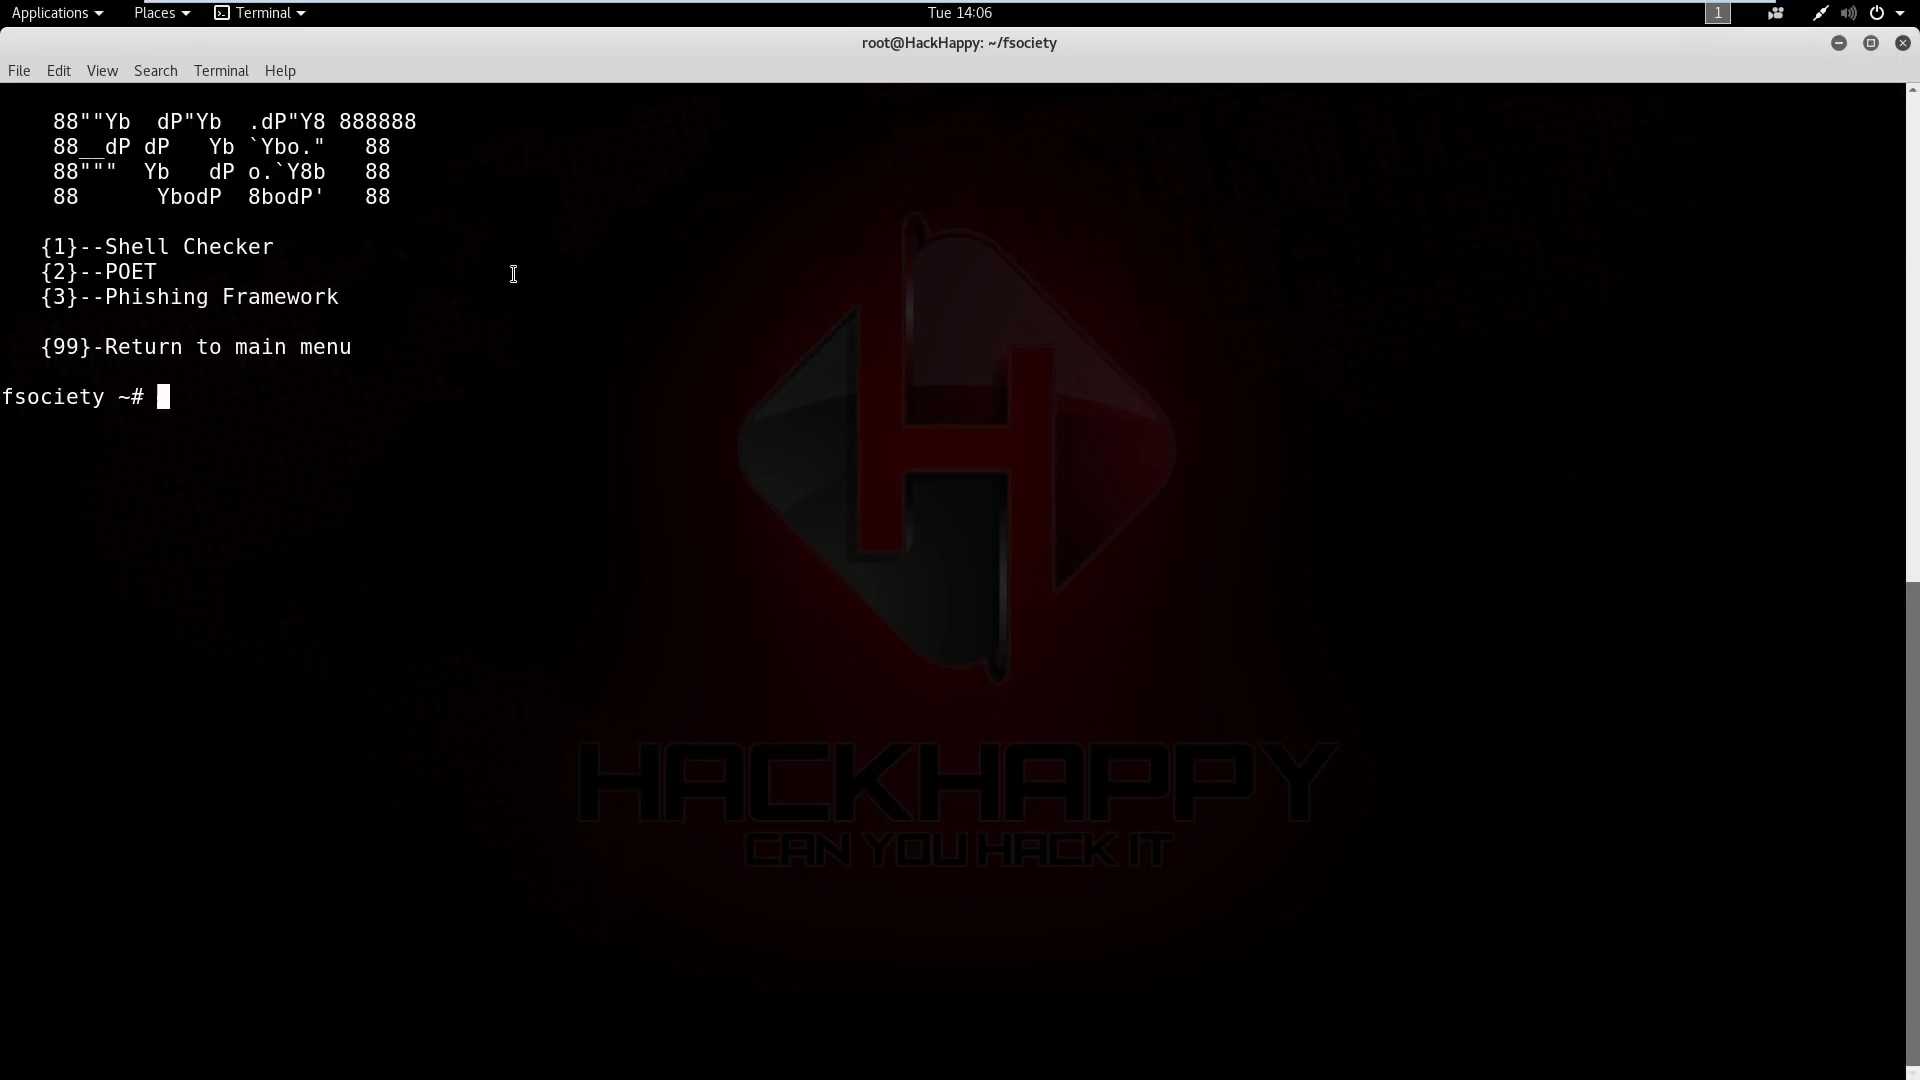 Applications Places Terminal Tue 14:06 1
root@HackHappy: ~/fsociety
File Edit View Search Terminal Help
88""Yb  dP"Yb  .dP"Y8 888888
88__dP dP   Yb `Ybo."   88
88"""  Yb   dP o.`Y8b   88
88      YbodP  8bodP'   88
{1}--Shell Checker
{2}--POET
{3}--Phishing Framework
{99}-Return to main menu
fsociety ~#
HACKHAPPY
CAN YOU HACK IT